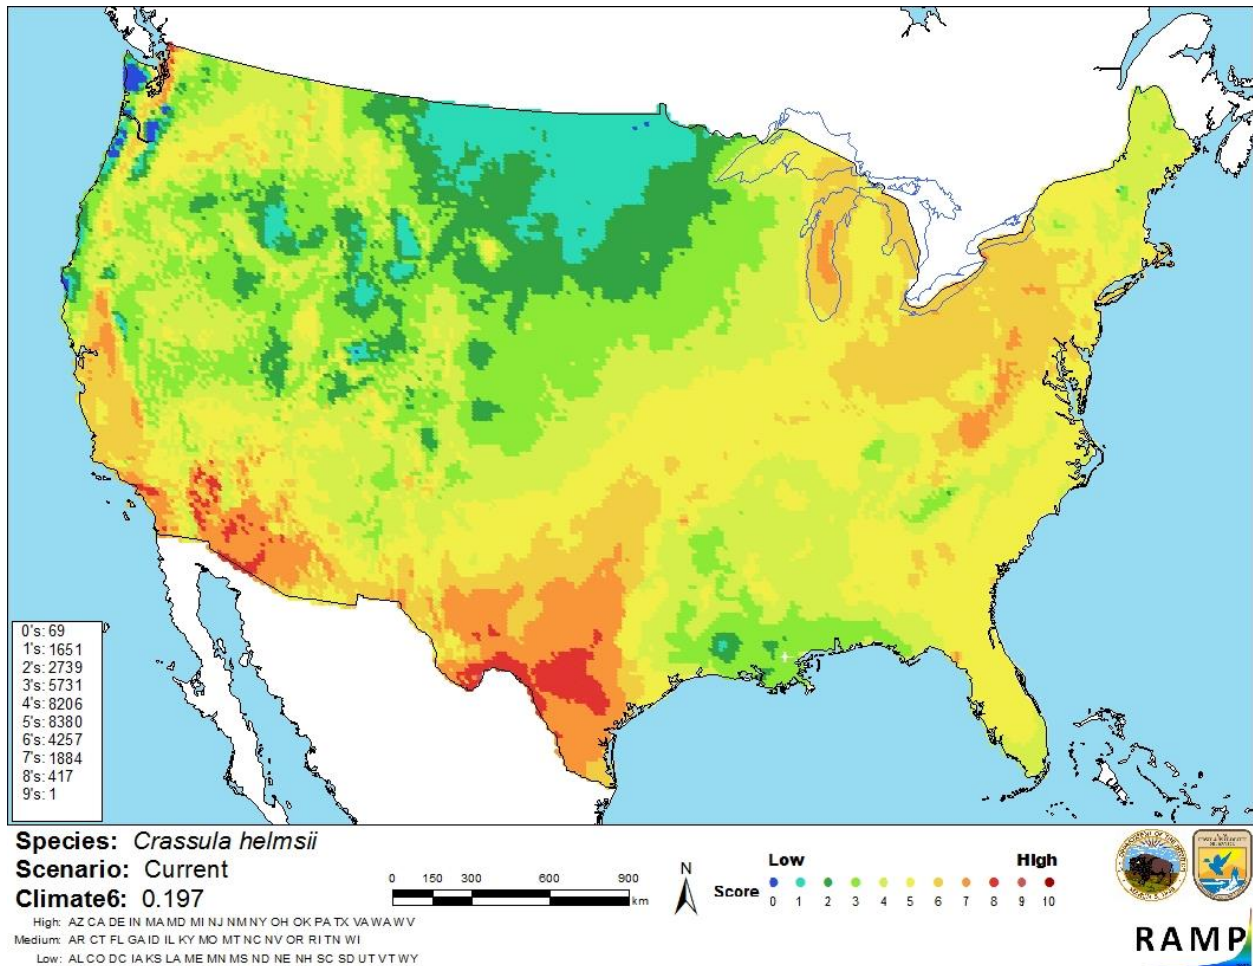 0's: 69
1's: 1651
2's: 2739
3's: 5731
4's: 8206
5's: 8380
6's: 4257
7's: 1884
8's: 417
9's: 1
Species: Crassula helmsii
Scenario: Current
Climate6: 0.197
High: AZ CA DE IN MA MD MI NJ NM NY OH OK PA TX VA WA WV
Medium: AR CT FL GA ID IL KY MO MT NC NV OR RI TN WI
Low: AL CO DC IA KS LA ME MN MS ND NE NH SC SD UT VT WY
0 150 300 600 900
km
N
Low High
Score 0 1 2 3 4 5 6 7 8 9 10
RAMP